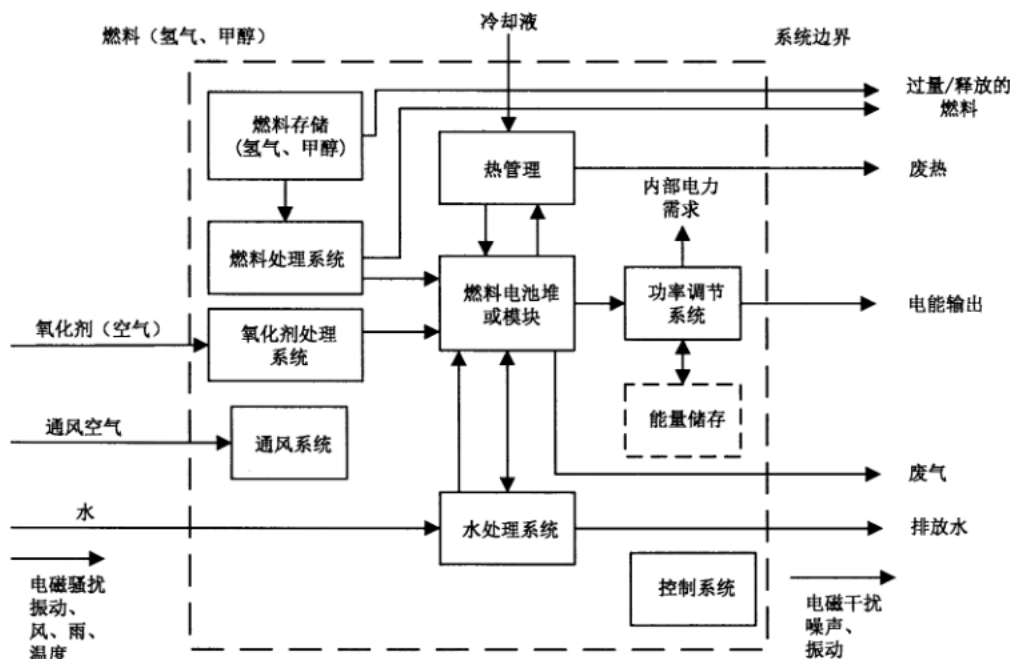 冷却液
燃料（氢气、甲醇）
系统边界
过量/释放的
燃料
燃料存储
(氢气、甲醇)
热管理
废热
内部电力
需求
燃料处理系统
燃料电池堆
或模块
功率调节
系统
电能输出
氧化剂（空气）
氧化剂处理
系统
通风空气
通风系统
能量储存
废气
水
水处理系统
排放水
电磁骚扰
振动、
风、雨、
温度
控制系统
电磁干扰
噪声、
振动